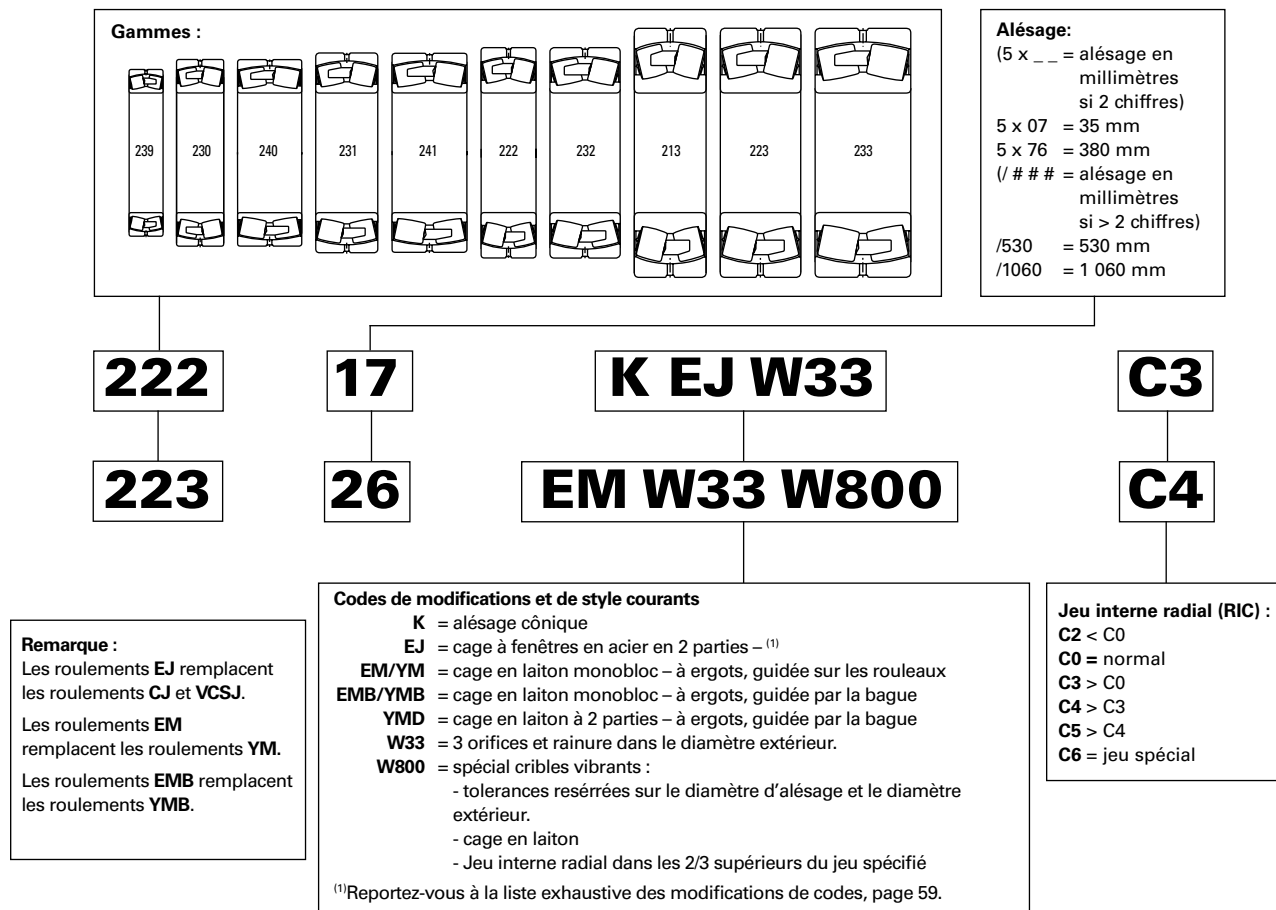 Gammes :
239
230
240
231
241
222
232
213
223
233
Alésage:
(5 x _ _ = alésage en
millimètres
si 2 chiffres)
5 x 07 = 35 mm
5 x 76 = 380 mm
(/ # # # = alésage en
millimètres
si > 2 chiffres)
/530 = 530 mm
/1060 = 1 060 mm
222
17
K EJ W33
C3
223
26
EM W33 W800
C4
Remarque :
Les roulements EJ remplacent
les roulements CJ et VCSJ.
Les roulements EM
remplacent les roulements YM.
Les roulements EMB remplacent
les roulements YMB.
Codes de modifications et de style courants
K = alésage cônique
EJ = cage à fenêtres en acier en 2 parties – (1)
EM/YM = cage en laiton monobloc – à ergots, guidée sur les rouleaux
EMB/YMB = cage en laiton monobloc – à ergots, guidée par la bague
YMD = cage en laiton à 2 parties – à ergots, guidée par la bague
W33 = 3 orifices et rainure dans le diamètre extérieur.
W800 = spécial cribles vibrants :
- tolerances resérrées sur le diamètre d’alésage et le diamètre
extérieur.
- cage en laiton
- Jeu interne radial dans les 2/3 supérieurs du jeu spécifié
(1)Reportez-vous à la liste exhaustive des modifications de codes, page 59.
Jeu interne radial (RIC) :
C2 < C0
C0 = normal
C3 > C0
C4 > C3
C5 > C4
C6 = jeu spécial